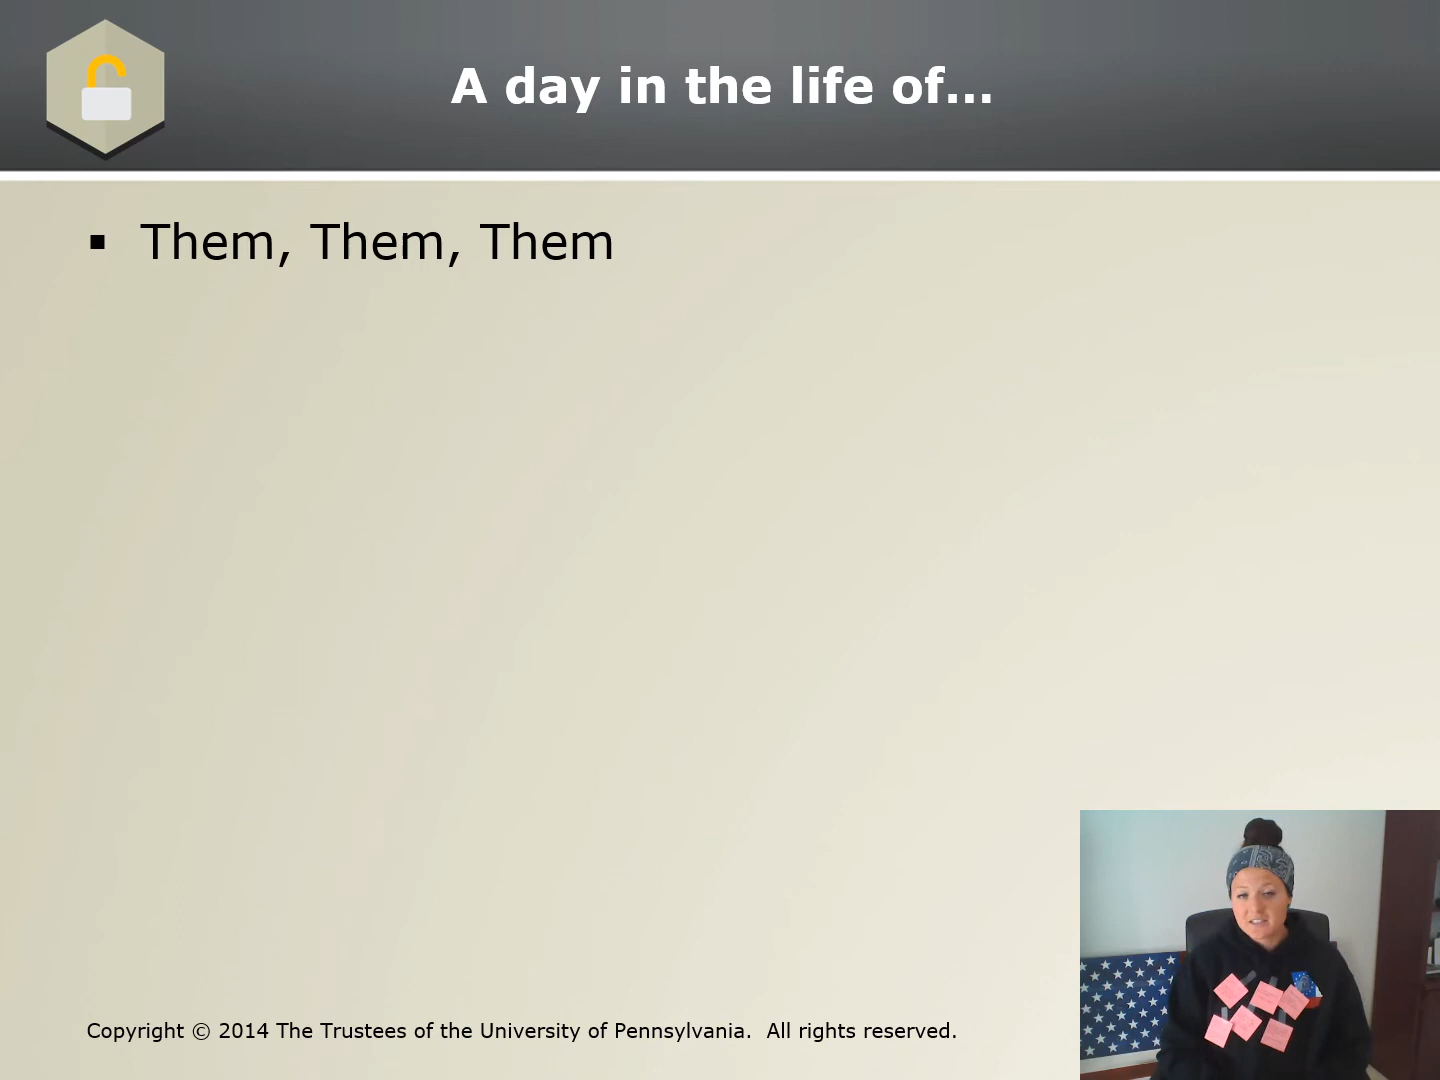 A day in the life of...
▪ Them, Them, Them
Copyright © 2014 The Trustees of the University of Pennsylvania. All rights reserved.